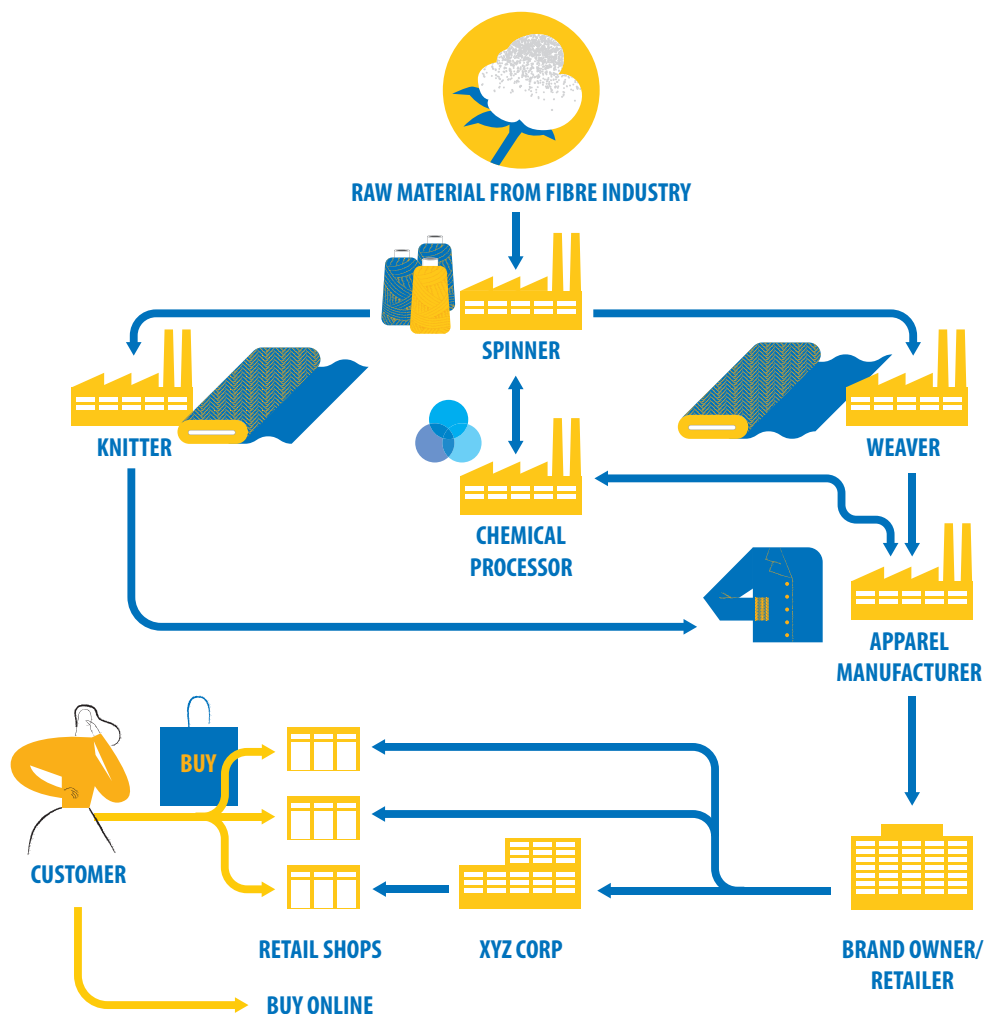 RAW MATERIAL FROM FIBRE INDUSTRY
SPINNER
KNITTER
WEAVER
CHEMICAL
PROCESSOR
APPAREL
MANUFACTURER
BUY
CUSTOMER
RETAIL SHOPS
XYZ CORP
BRAND OWNER/
RETAILER
BUY ONLINE